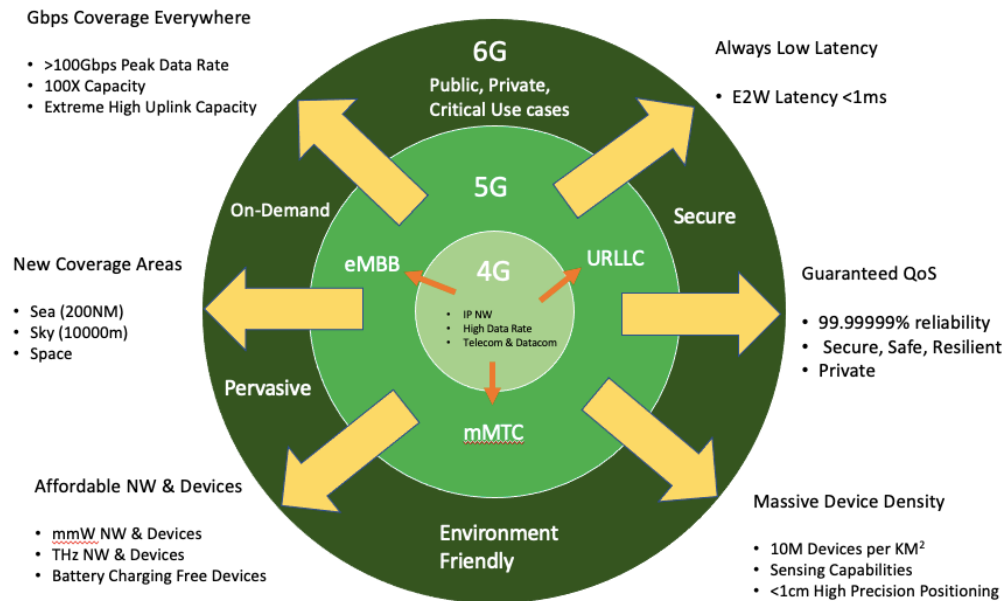 Gbps Coverage Everywhere
• >100Gbps Peak Data Rate
• 100X Capacity
• Extreme High Uplink Capacity
6G
Public, Private,
Critical Use cases
Always Low Latency
• E2W Latency <1ms
5G
On-Demand
Secure
eMBB
URLLC
4G
• IP NW
• High Data Rate
• Telecom & Datacom
New Coverage Areas
• Sea (200NM)
• Sky (10000m)
• Space
Guaranteed QoS
• 99.99999% reliability
• Secure, Safe, Resilient
• Private
Pervasive
mMTC
Affordable NW & Devices
• mmW NW & Devices
• THz NW & Devices
• Battery Charging Free Devices
Environment
Friendly
Massive Device Density
• 10M Devices per KM²
• Sensing Capabilities
• <1cm High Precision Positioning